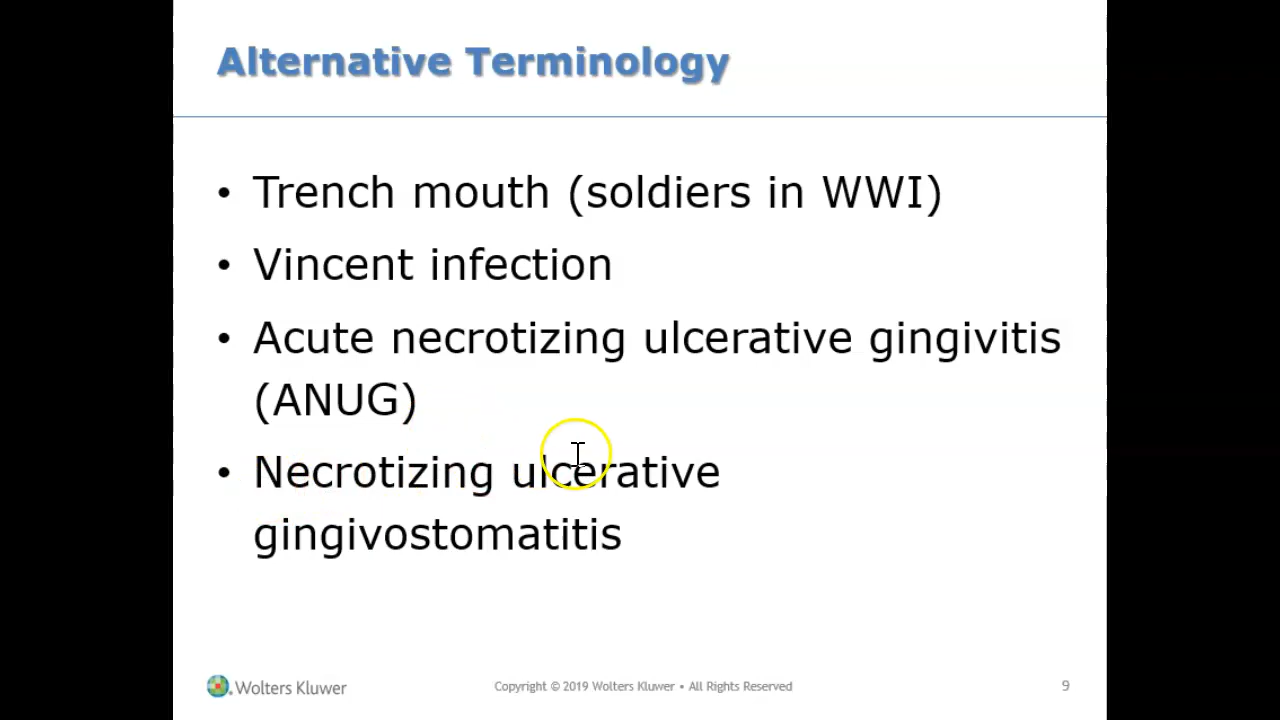 Alternative Terminology
• Trench mouth (soldiers in WWI)
• Vincent infection
• Acute necrotizing ulcerative gingivitis
(ANUG)
• Necrotizing ulcerative
gingivostomatitis
Wolters Kluwer
Copyright © 2019 Wolters Kluwer • All Rights Reserved
9